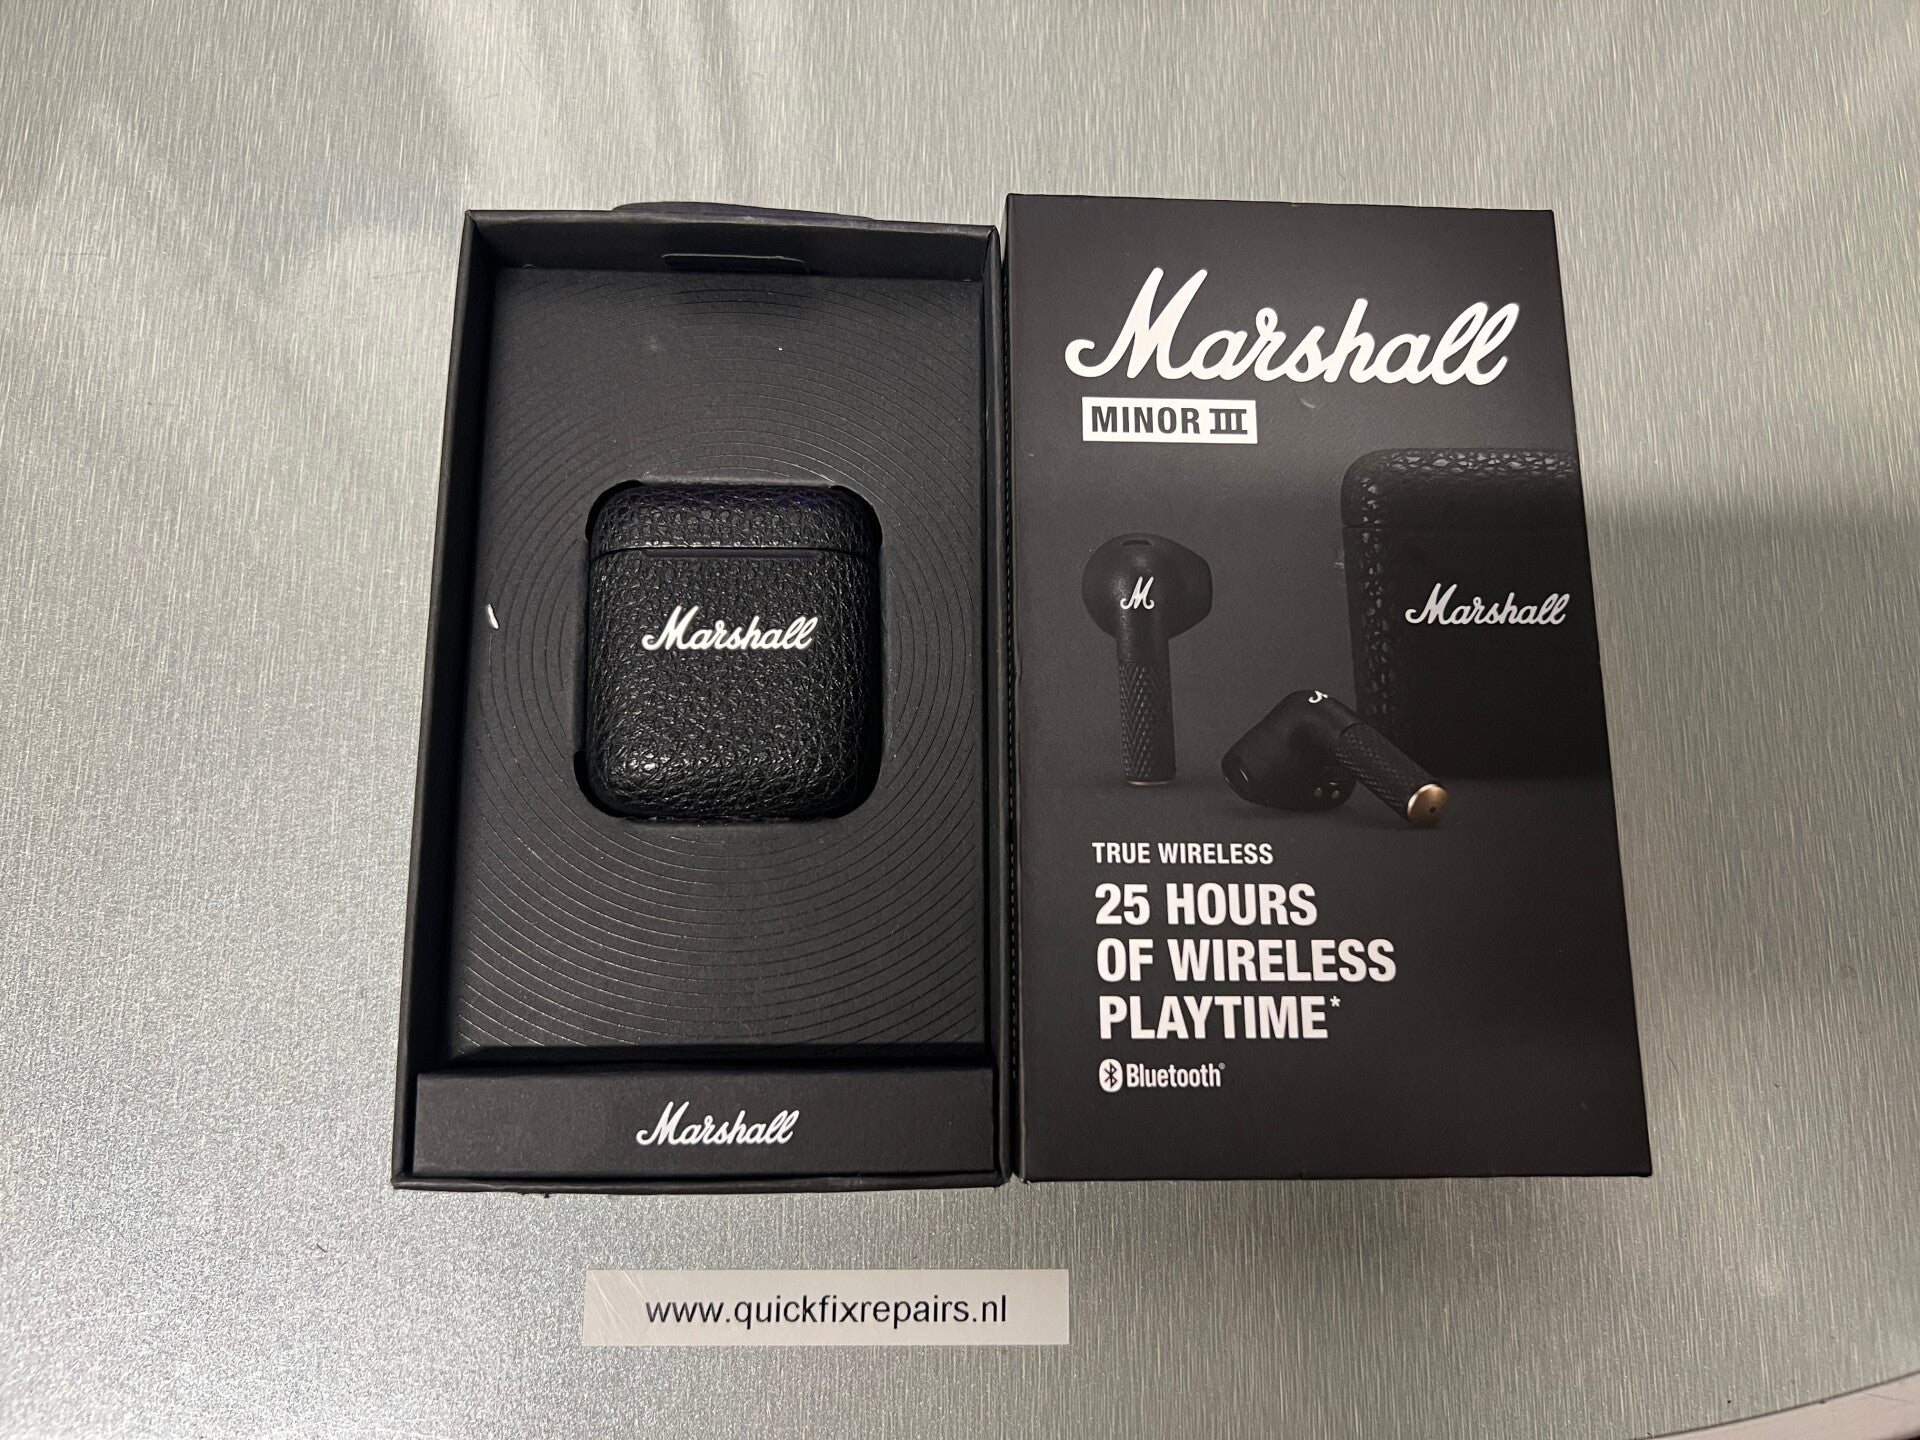 Marshall
Marshall
Marshall
MINOR III
M
Marshall
TRUE WIRELESS
25 HOURS
OF WIRELESS
PLAYTIME*
Bluetooth®
www.quickfixrepairs.nl